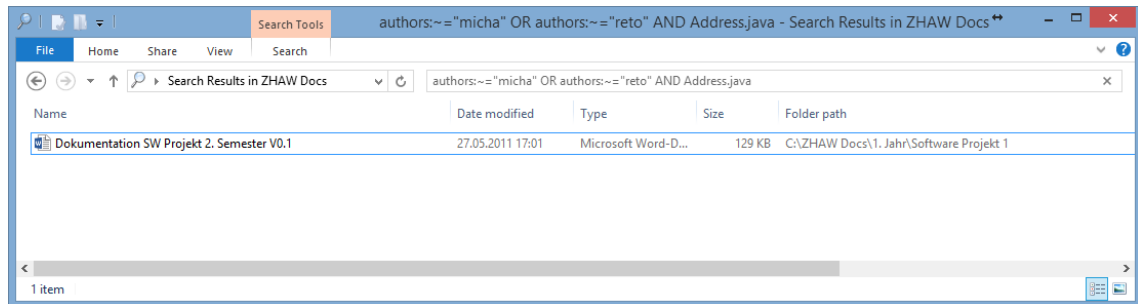 Search Tools
authors:~="micha" OR authors:~="reto" AND Address.java - Search Results in ZHAW Docs
File Home Share View Search
Search Results in ZHAW Docs
authors:~="micha" OR authors:~="reto" AND Address.java
Name Date modified Type Size Folder path
Dokumentation SW Projekt 2. Semester V0.1 27.05.2011 17:01 Microsoft Word-D... 129 KB C:\ZHAW Docs\1. Jahr\Software Projekt 1
1 item